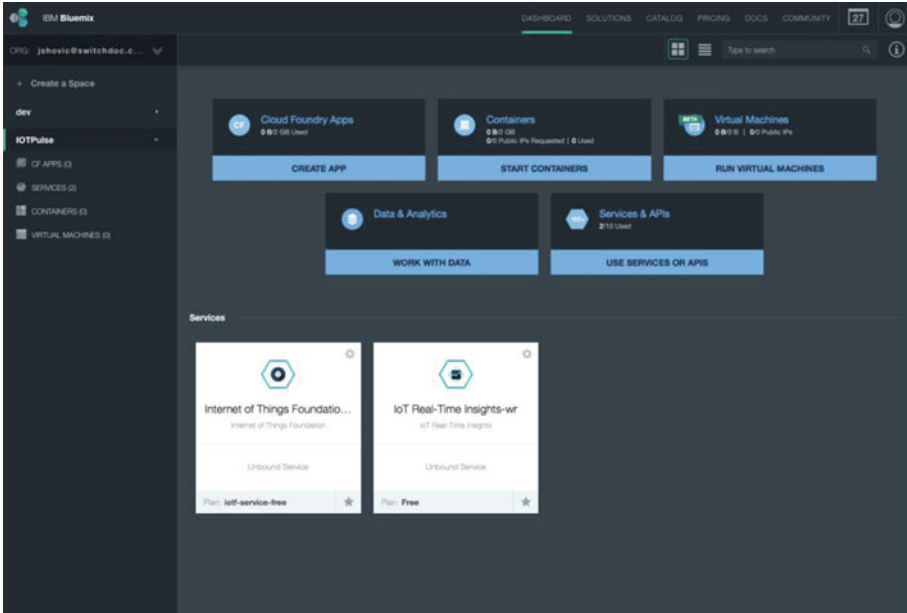 IBM Bluemix
DASHBOARD SOLUTIONS CATALOG PRICING DOCS COMMUNITY 27
ORG: jshovic@switchdoc.c...
Type to search
+ Create a Space
dev
IOTPulse
CF APPS (0)
SERVICES (2)
CONTAINERS (0)
VIRTUAL MACHINES (0)
CF
Cloud Foundry Apps
0 B/2 GB Used
CREATE APP
Containers
0 B/2 GB
0/0 Public IPs Requested | 0 Used
START CONTAINERS
BETA
Virtual Machines
0 B/0 B | 0/0 Public IPs
RUN VIRTUAL MACHINES
Data & Analytics
WORK WITH DATA
Services & APIs
2/10 Used
USE SERVICES OR APIS
Services
Internet of Things Foundatio...
Internet of Things Foundation
Unbound Service
Plan: iotf-service-free
IoT Real-Time Insights-wr
IoT Real-Time Insights
Unbound Service
Plan: Free